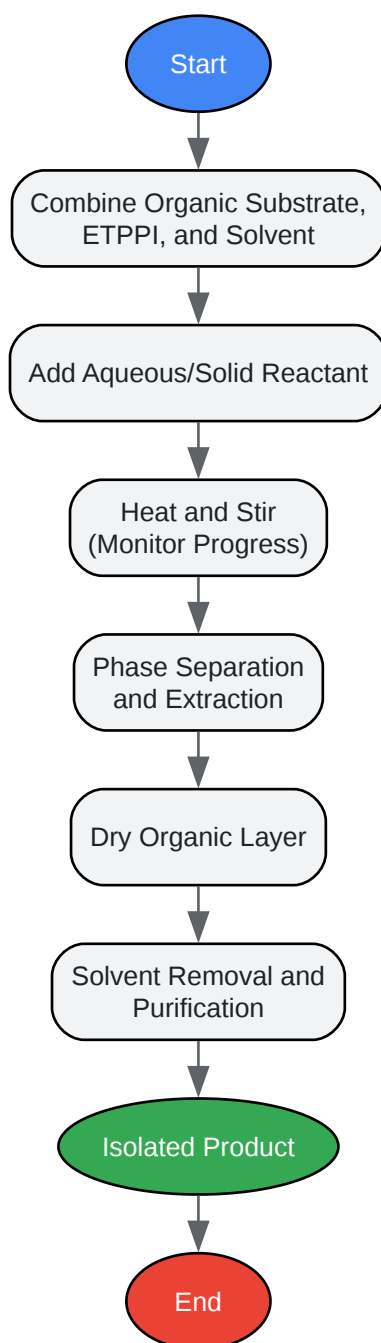 Start
Combine Organic Substrate,
ETPPI, and Solvent
Add Aqueous/Solid Reactant
Heat and Stir
(Monitor Progress)
Phase Separation
and Extraction
Dry Organic Layer
Solvent Removal and
Purification
Isolated Product
End